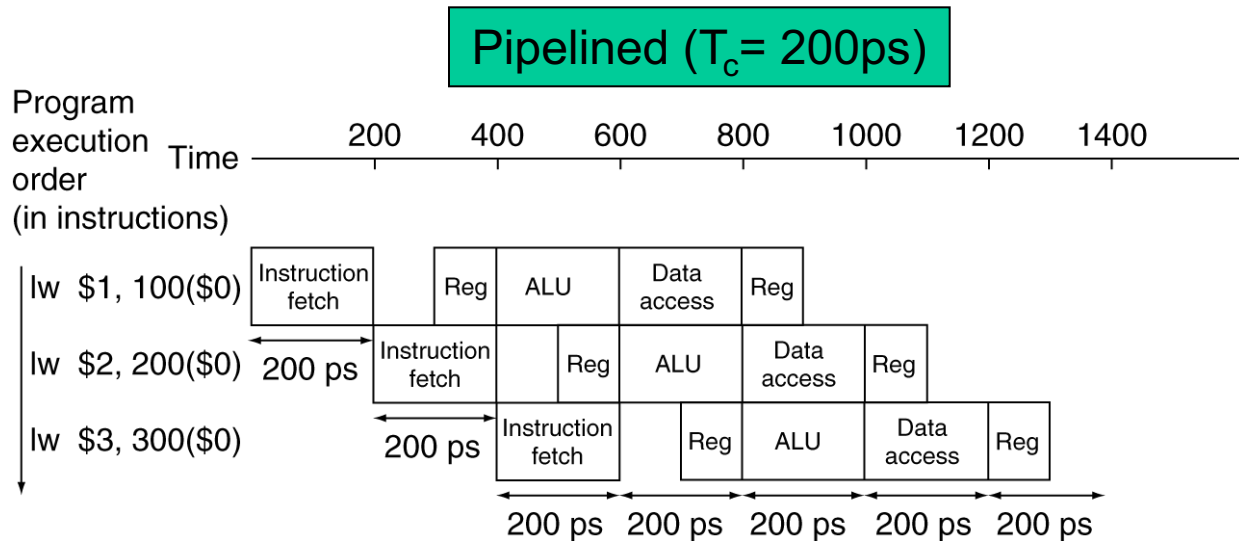 Pipelined (Tc= 200ps)
Program
execution
order
(in instructions)
Time
200 400 600 800 1000 1200 1400
lw $1, 100($0)
Instruction
fetch
Reg
ALU
Data
access
Reg
200 ps
lw $2, 200($0)
Instruction
fetch
Reg
ALU
Data
access
Reg
200 ps
lw $3, 300($0)
Instruction
fetch
Reg
ALU
Data
access
Reg
200 ps 200 ps 200 ps 200 ps 200 ps